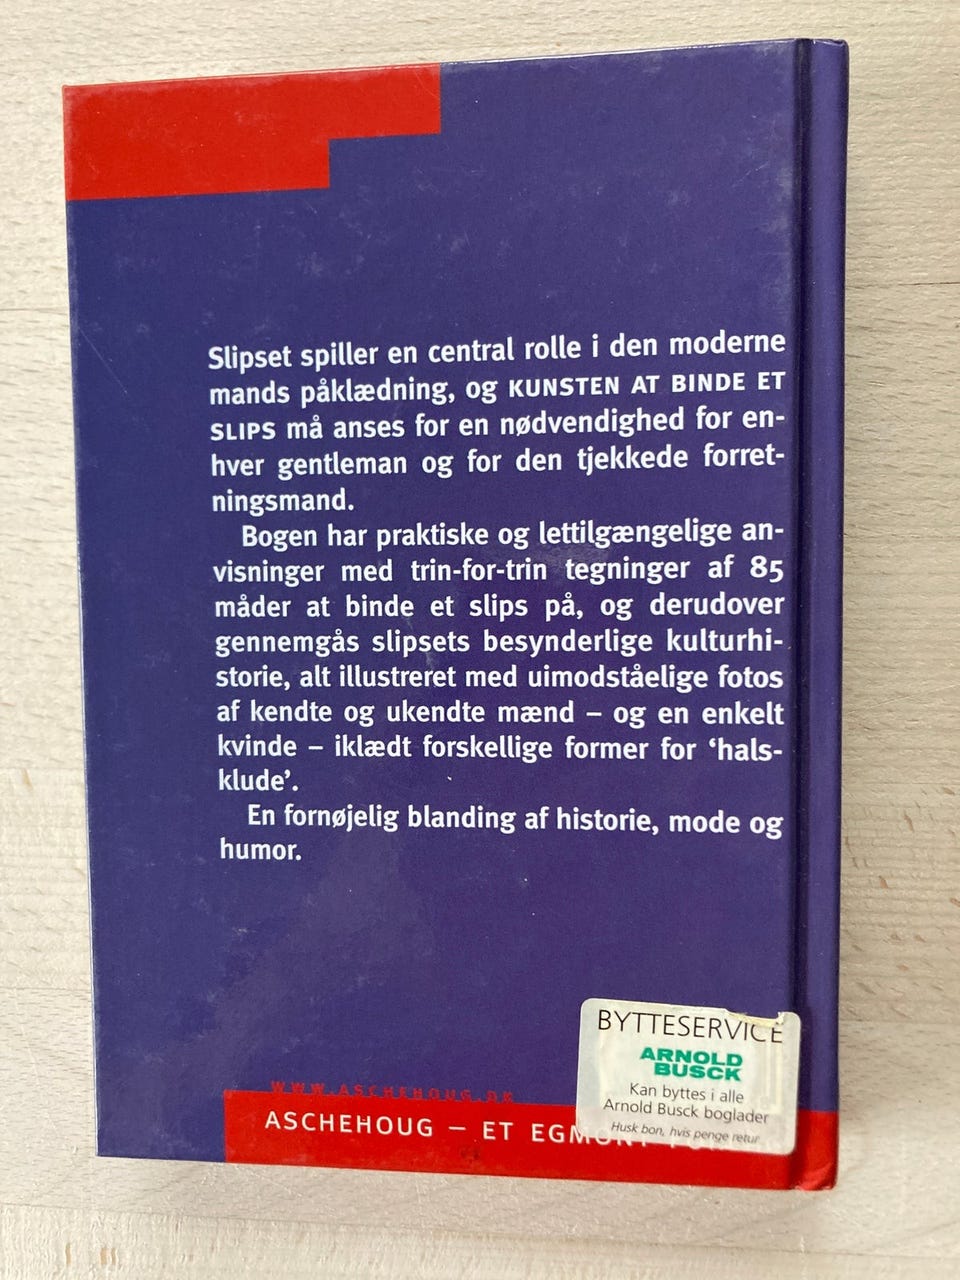 Slipset spiller en central rolle i den moderne
mands påklædning, og KUNSTEN AT BINDE ET
SLIPS må anses for en nødvendighed for en-
hver gentleman og for den tjekkede forret-
ningsmand.
Bogen har praktiske og lettilgængelige an-
visninger med trin-for-trin tegninger af 85
måder at binde et slips på, og derudover
gennemgås slipsets besynderlige kulturhi-
storie, alt illustreret med uimodståelige fotos
af kendte og ukendte mænd – og en enkelt
kvinde – iklædt forskellige former for ‘hals-
klude’.
En fornøjelig blanding af historie, mode og
humor.
BYTTESERVICE
ARNOLD
BUSCK
Kan byttes i alle
Arnold Busck boglader
Husk bon, hvis penge retur
WWW.ASCHEHOUG.DK
ASCHEHOUG – ET EGMONT